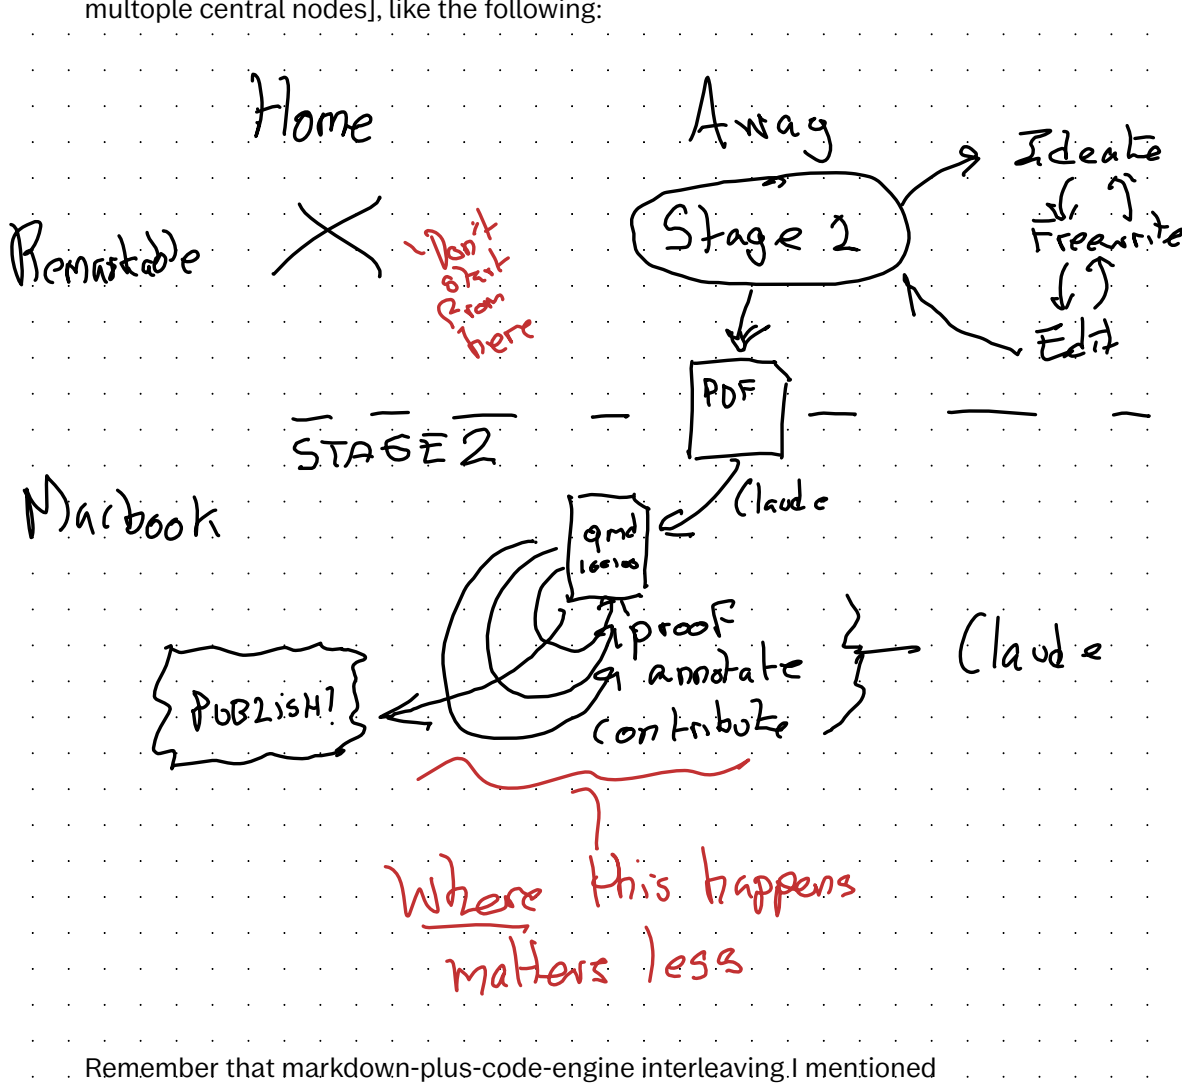 multiple central nodes], like the following:
Home
Away
Ideate
Freewrite
Edit
Remarkable
Don't
start
from
here
Stage 2
PDF
STAGE 2
Macbook
Claude
qmd
proof
annotate
contribute
Claude
PUBLISH!
Where this happens
matters less
Remember that markdown-plus-code-engine interleaving I mentioned